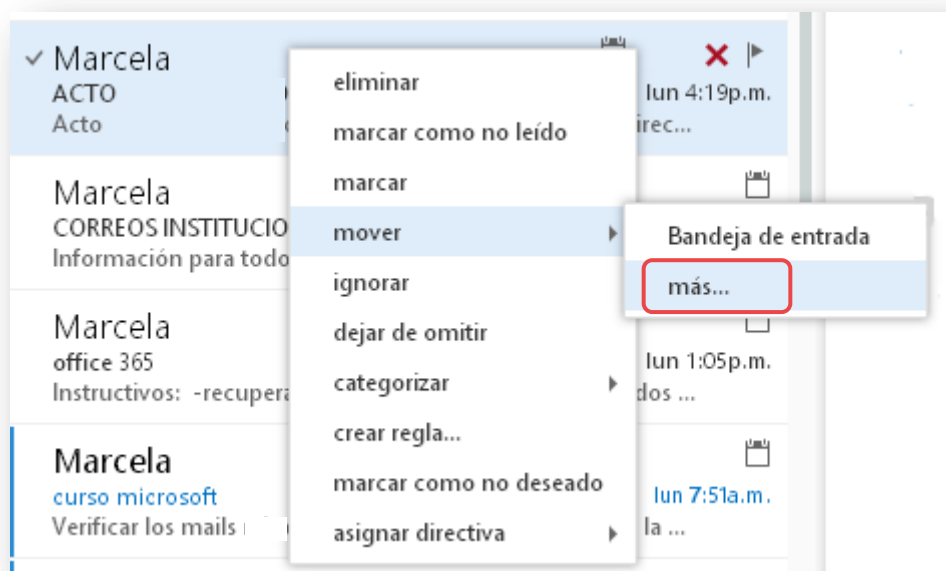 Marcela
ACTO
lun 4:19p.m.
Acto
irec...
Marcela
CORREOS INSTITUCIO
Información para todo
Marcela
office 365
lun 1:05p.m.
Instructivos: -recupera
dos ...
Marcela
curso microsoft
lun 7:51a.m.
Verificar los mails
la ...
eliminar
marcar como no leído
marcar
mover
ignorar
dejar de omitir
categorizar
crear regla...
marcar como no deseado
asignar directiva
Bandeja de entrada
más...